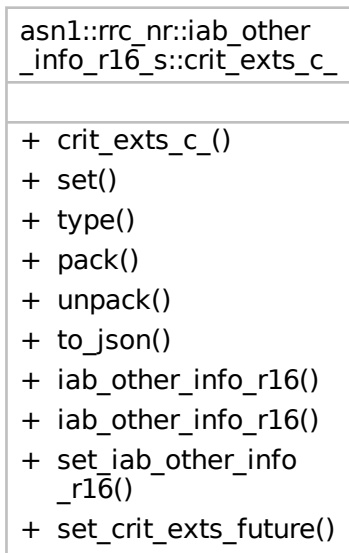 asn1::rrc_nr::iab_other
_info_r16_s::crit_exts_c_
+ crit_exts_c_()
+ set()
+ type()
+ pack()
+ unpack()
+ to_json()
+ iab_other_info_r16()
+ iab_other_info_r16()
+ set_iab_other_info
_r16()
+ set_crit_exts_future()